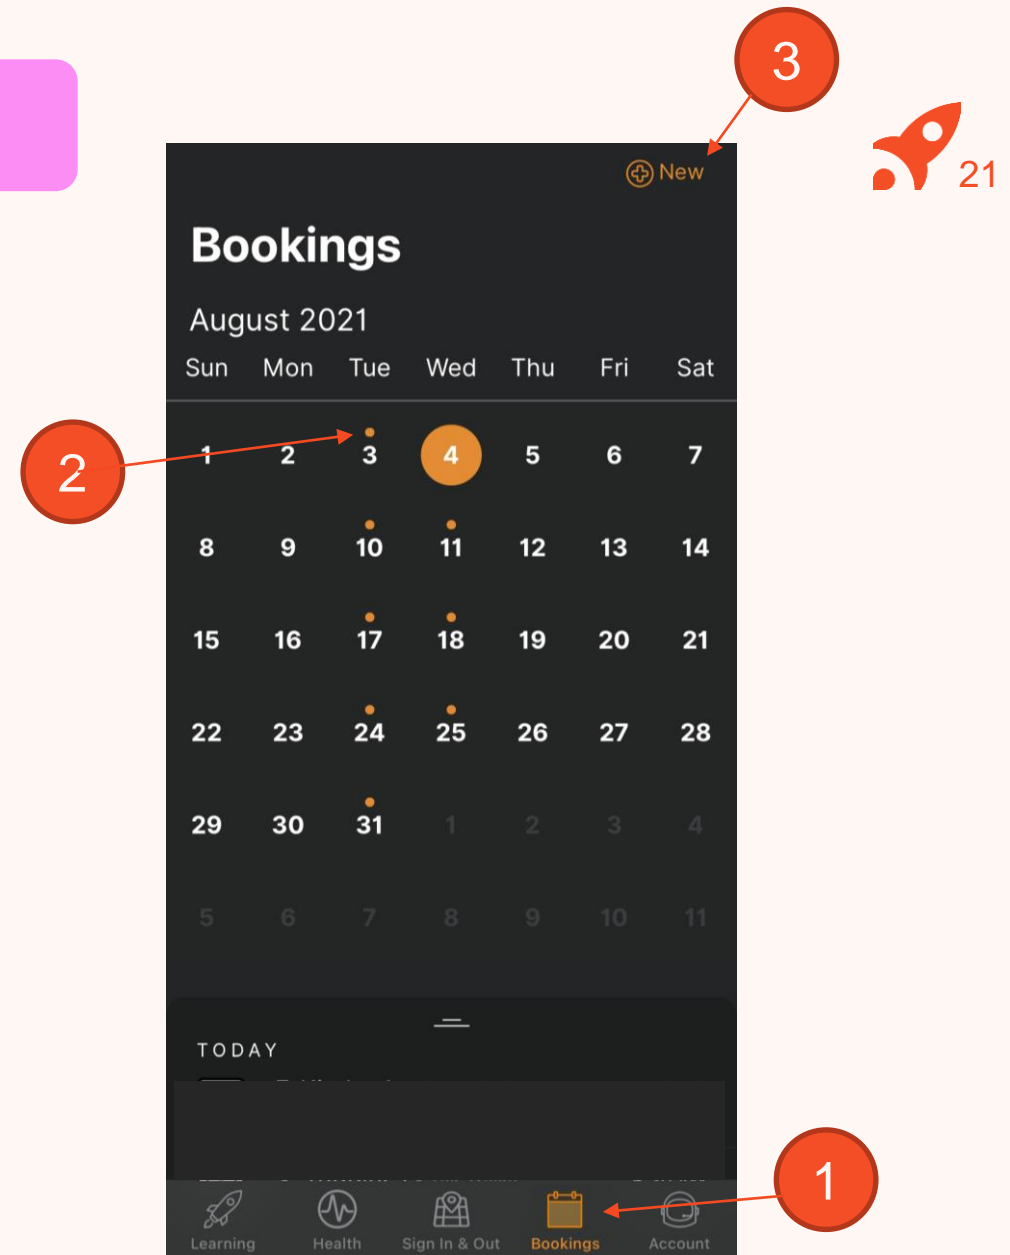 3
21
New
Bookings
August 2021
Sun Mon Tue Wed Thu Fri Sat
2
1 2 3 4 5 6 7
8 9 10 11 12 13 14
15 16 17 18 19 20 21
22 23 24 25 26 27 28
29 30 31 1 2 3 4
5 6 7 8 9 10 11
TODAY
1
Learning Health Sign In & Out Bookings Account